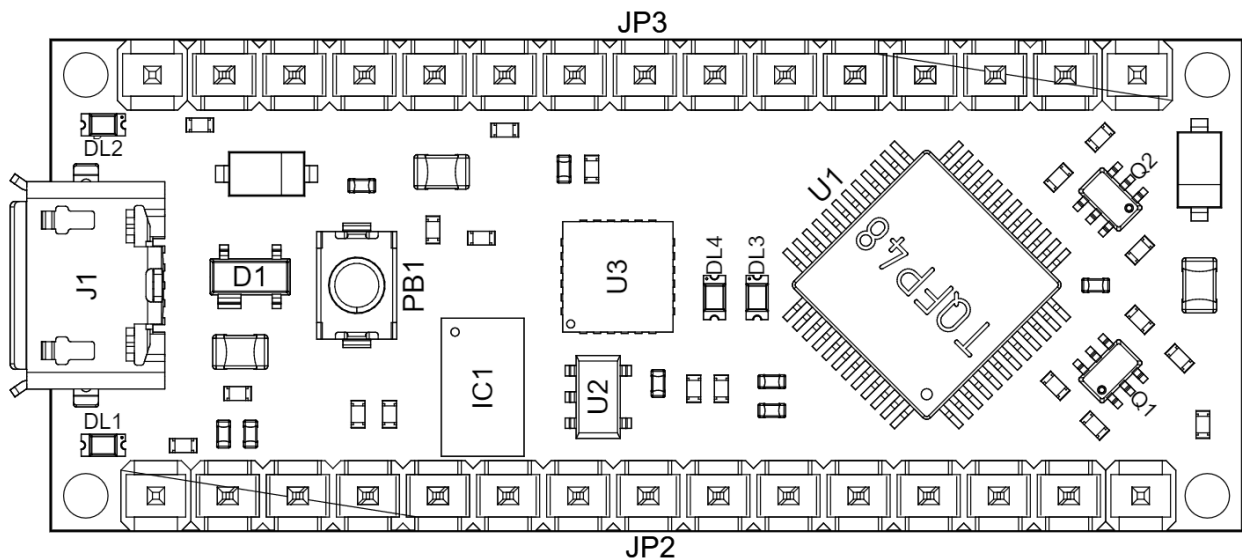 JP3
DL2
Q2
U1
DL4
DL3
J1
D1
PB1
U3
TQFP48
IC1
U2
DL1
Q1
JP2